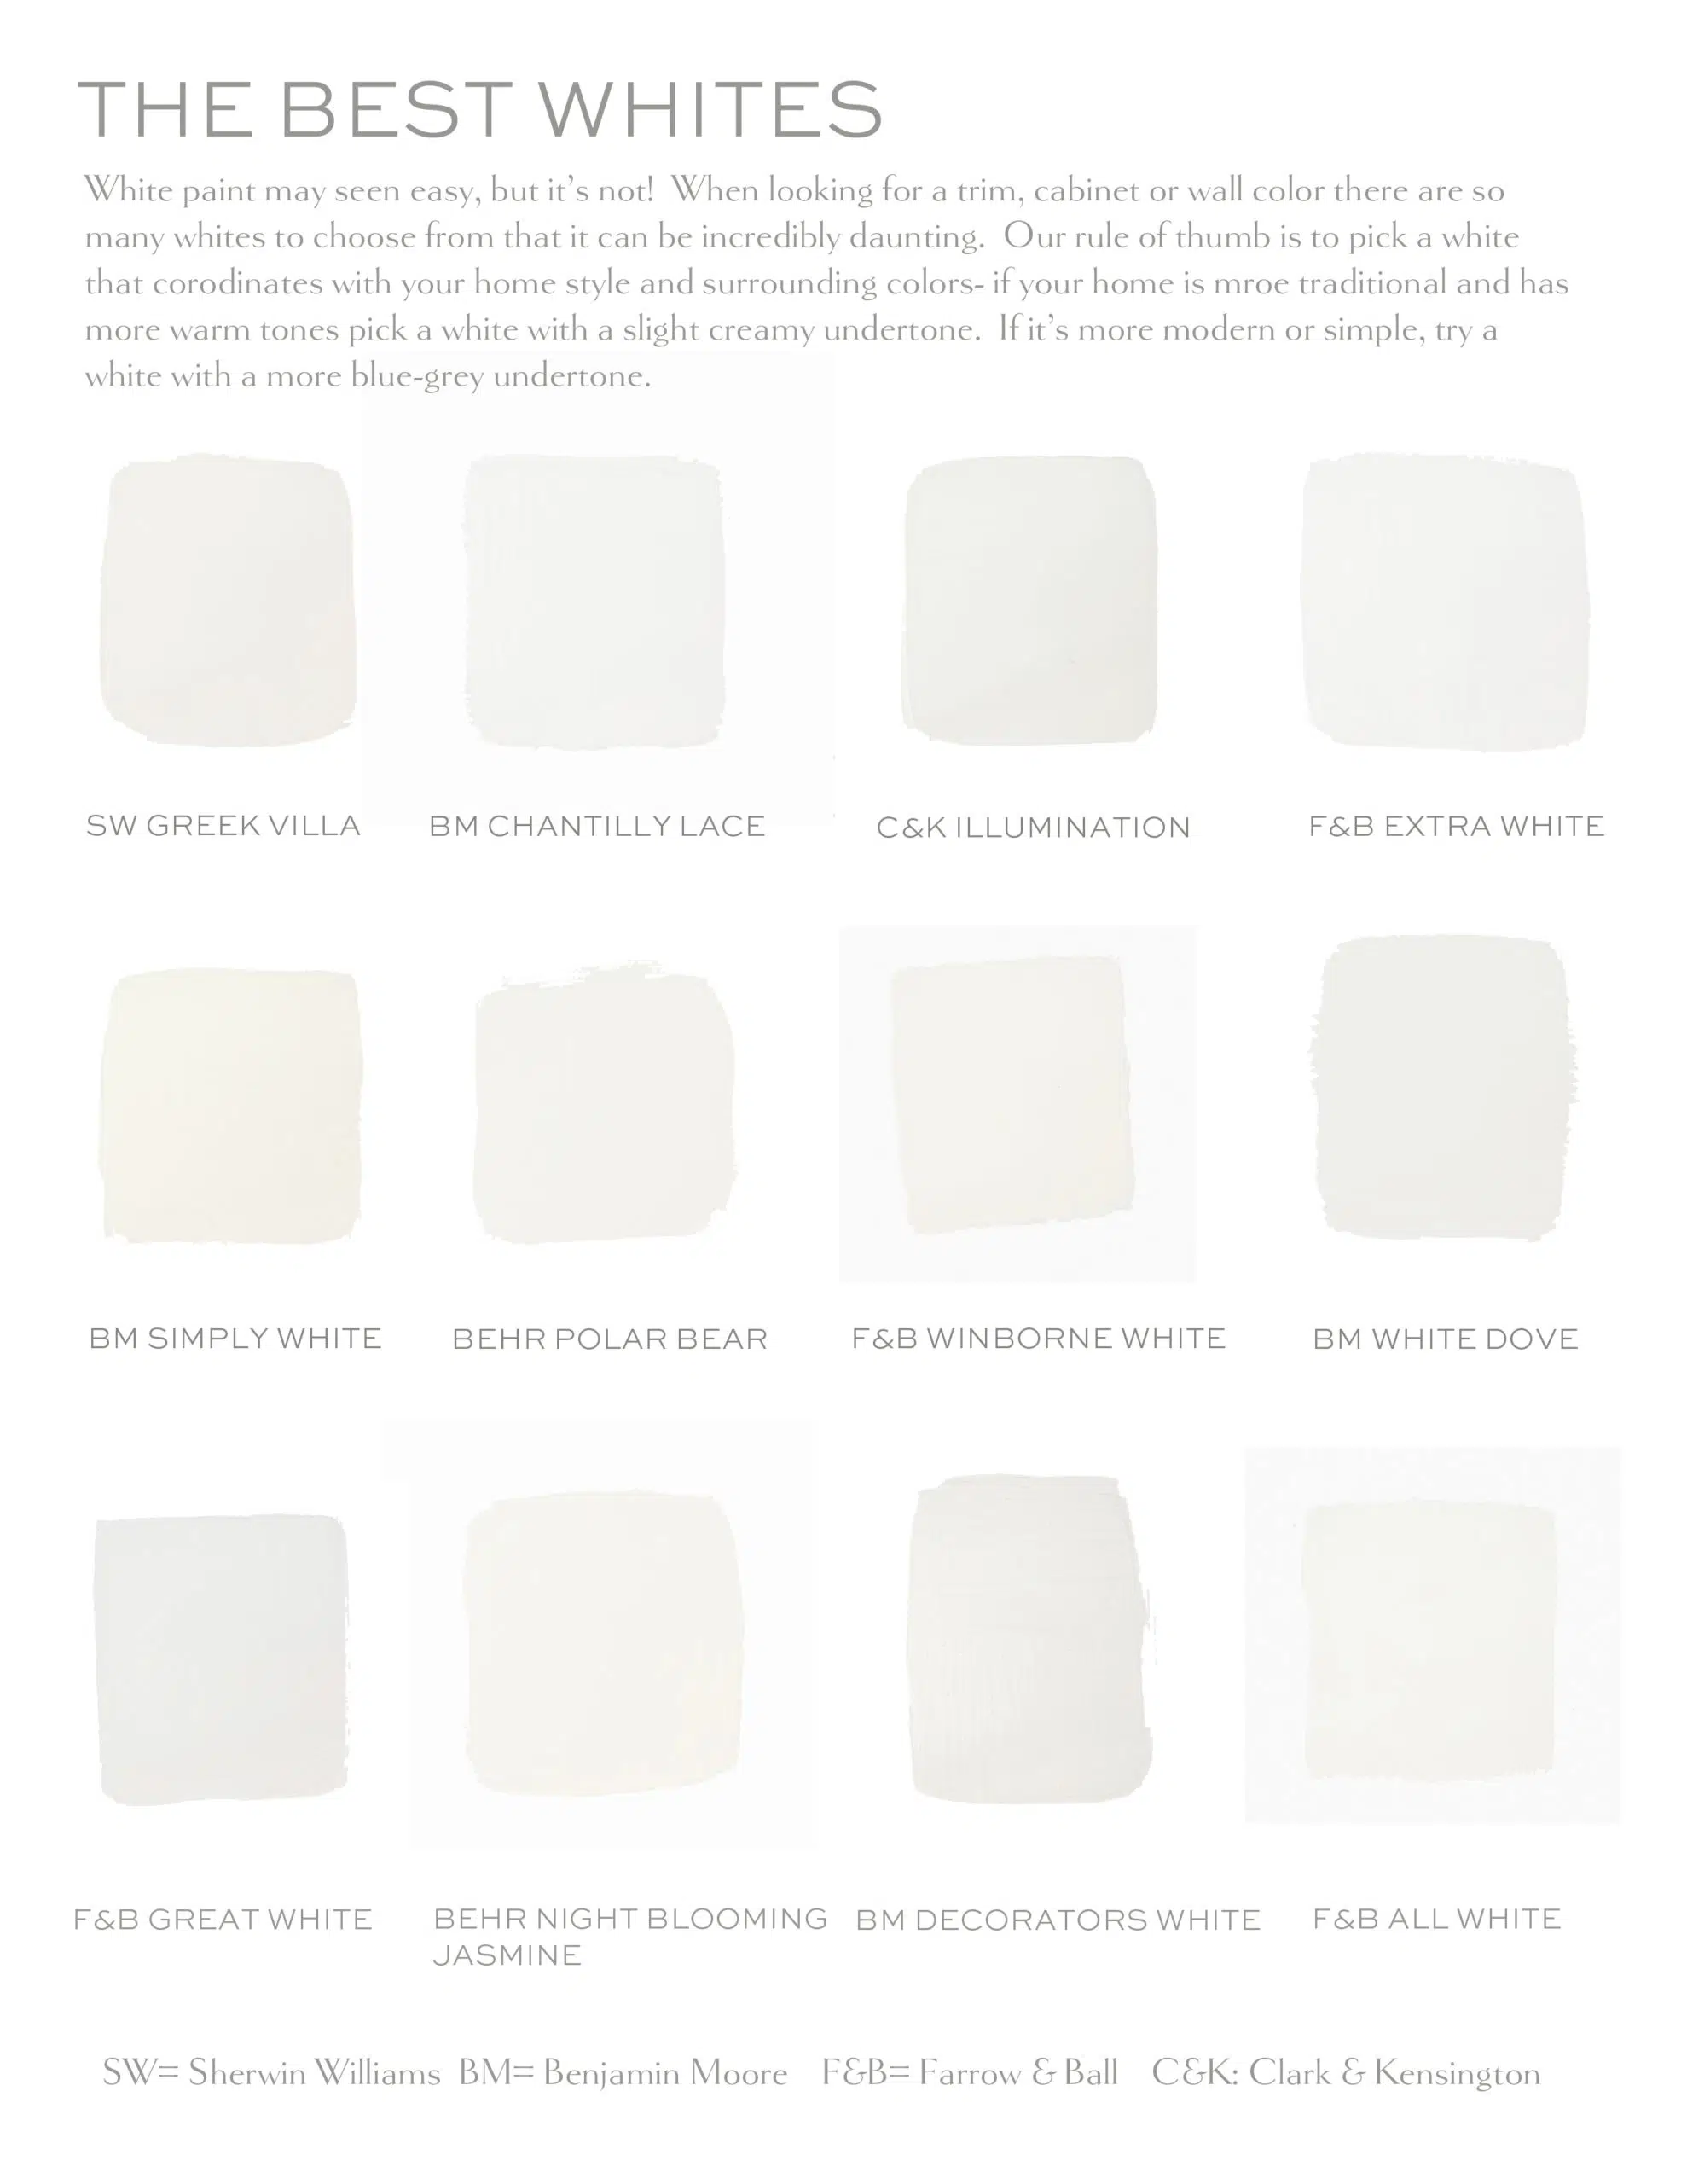 THE BEST WHITES
White paint may seen easy, but it's not!  When looking for a trim, cabinet or wall color there are so
many whites to choose from that it can be incredibly daunting.  Our rule of thumb is to pick a white
that corodinates with your home style and surrounding colors- if your home is mroe traditional and has
more warm tones pick a white with a slight creamy undertone.  If it's more modern or simple, try a
white with a more blue-grey undertone.
SW GREEK VILLA
BM CHANTILLY LACE
C&K ILLUMINATION
F&B EXTRA WHITE
BM SIMPLY WHITE
BEHR POLAR BEAR
F&B WINBORNE WHITE
BM WHITE DOVE
F&B GREAT WHITE
BEHR NIGHT BLOOMING
JASMINE
BM DECORATORS WHITE
F&B ALL WHITE
SW= Sherwin Williams  BM= Benjamin Moore   F&B= Farrow & Ball   C&K: Clark & Kensington